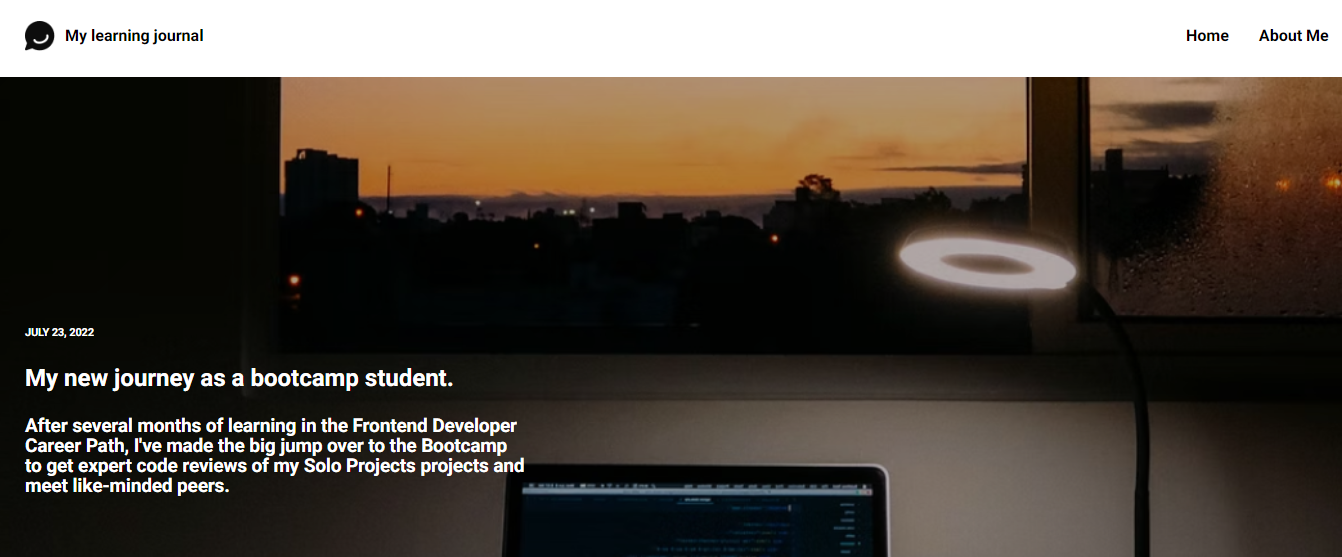 My learning journal
Home
About Me
JULY 23, 2022
My new journey as a bootcamp student.
After several months of learning in the Frontend Developer
Career Path, I've made the big jump over to the Bootcamp
to get expert code reviews of my Solo Projects projects and
meet like-minded peers.